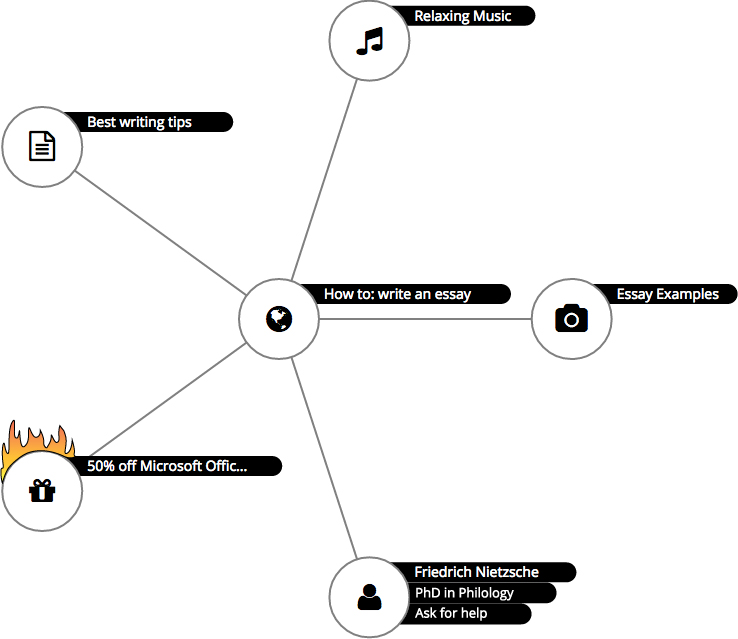 Relaxing Music
Best writing tips
How to: write an essay
Essay Examples
50% off Microsoft Offic...
Friedrich Nietzsche
PhD in Philology
Ask for help